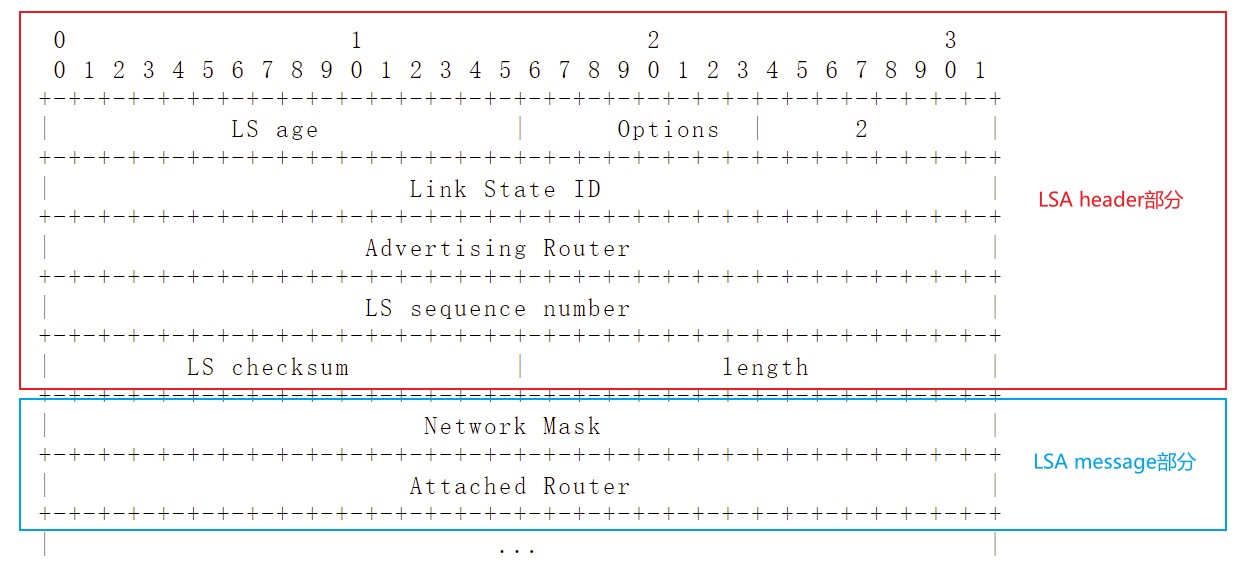 0 1 2 3
0 1 2 3 4 5 6 7 8 9 0 1 2 3 4 5 6 7 8 9 0 1 2 3 4 5 6 7 8 9 0 1
+-+-+-+-+-+-+-+-+-+-+-+-+-+-+-+-+-+-+-+-+-+-+-+-+-+-+-+-+-+-+-+-+
| LS age | Options | 2 |
+-+-+-+-+-+-+-+-+-+-+-+-+-+-+-+-+-+-+-+-+-+-+-+-+-+-+-+-+-+-+-+-+
| Link State ID |
LSA header部分
+-+-+-+-+-+-+-+-+-+-+-+-+-+-+-+-+-+-+-+-+-+-+-+-+-+-+-+-+-+-+-+-+
| Advertising Router |
+-+-+-+-+-+-+-+-+-+-+-+-+-+-+-+-+-+-+-+-+-+-+-+-+-+-+-+-+-+-+-+-+
| LS sequence number |
+-+-+-+-+-+-+-+-+-+-+-+-+-+-+-+-+-+-+-+-+-+-+-+-+-+-+-+-+-+-+-+-+
| LS checksum | length |
+-+-+-+-+-+-+-+-+-+-+-+-+-+-+-+-+-+-+-+-+-+-+-+-+-+-+-+-+-+-+-+-+
| Network Mask |
+-+-+-+-+-+-+-+-+-+-+-+-+-+-+-+-+-+-+-+-+-+-+-+-+-+-+-+-+-+-+-+-+
LSA message部分
| Attached Router |
+-+-+-+-+-+-+-+-+-+-+-+-+-+-+-+-+-+-+-+-+-+-+-+-+-+-+-+-+-+-+-+-+
| ... |